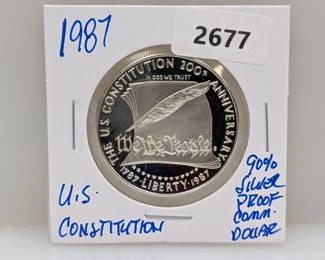 1987
2677
THE U.S. CONSTITUTION 200TH ANNIVERSARY
IN GOD WE TRUST
We the People
1787 · LIBERTY · 1987
U.S.
CONSTITUTION
90%
SILVER
PROOF
COMM.
DOLLAR